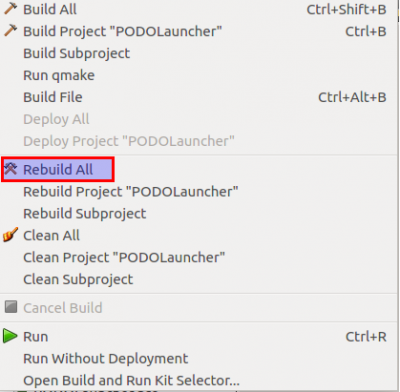 Build All Ctrl+Shift+B
Build Project "PODOLauncher" Ctrl+B
Build Subproject
Run qmake
Build File Ctrl+Alt+B
Deploy All
Deploy Project "PODOLauncher"
Rebuild All
Rebuild Project "PODOLauncher"
Rebuild Subproject
Clean All
Clean Project "PODOLauncher"
Clean Subproject
Cancel Build
Run Ctrl+R
Run Without Deployment
Open Build and Run Kit Selector...